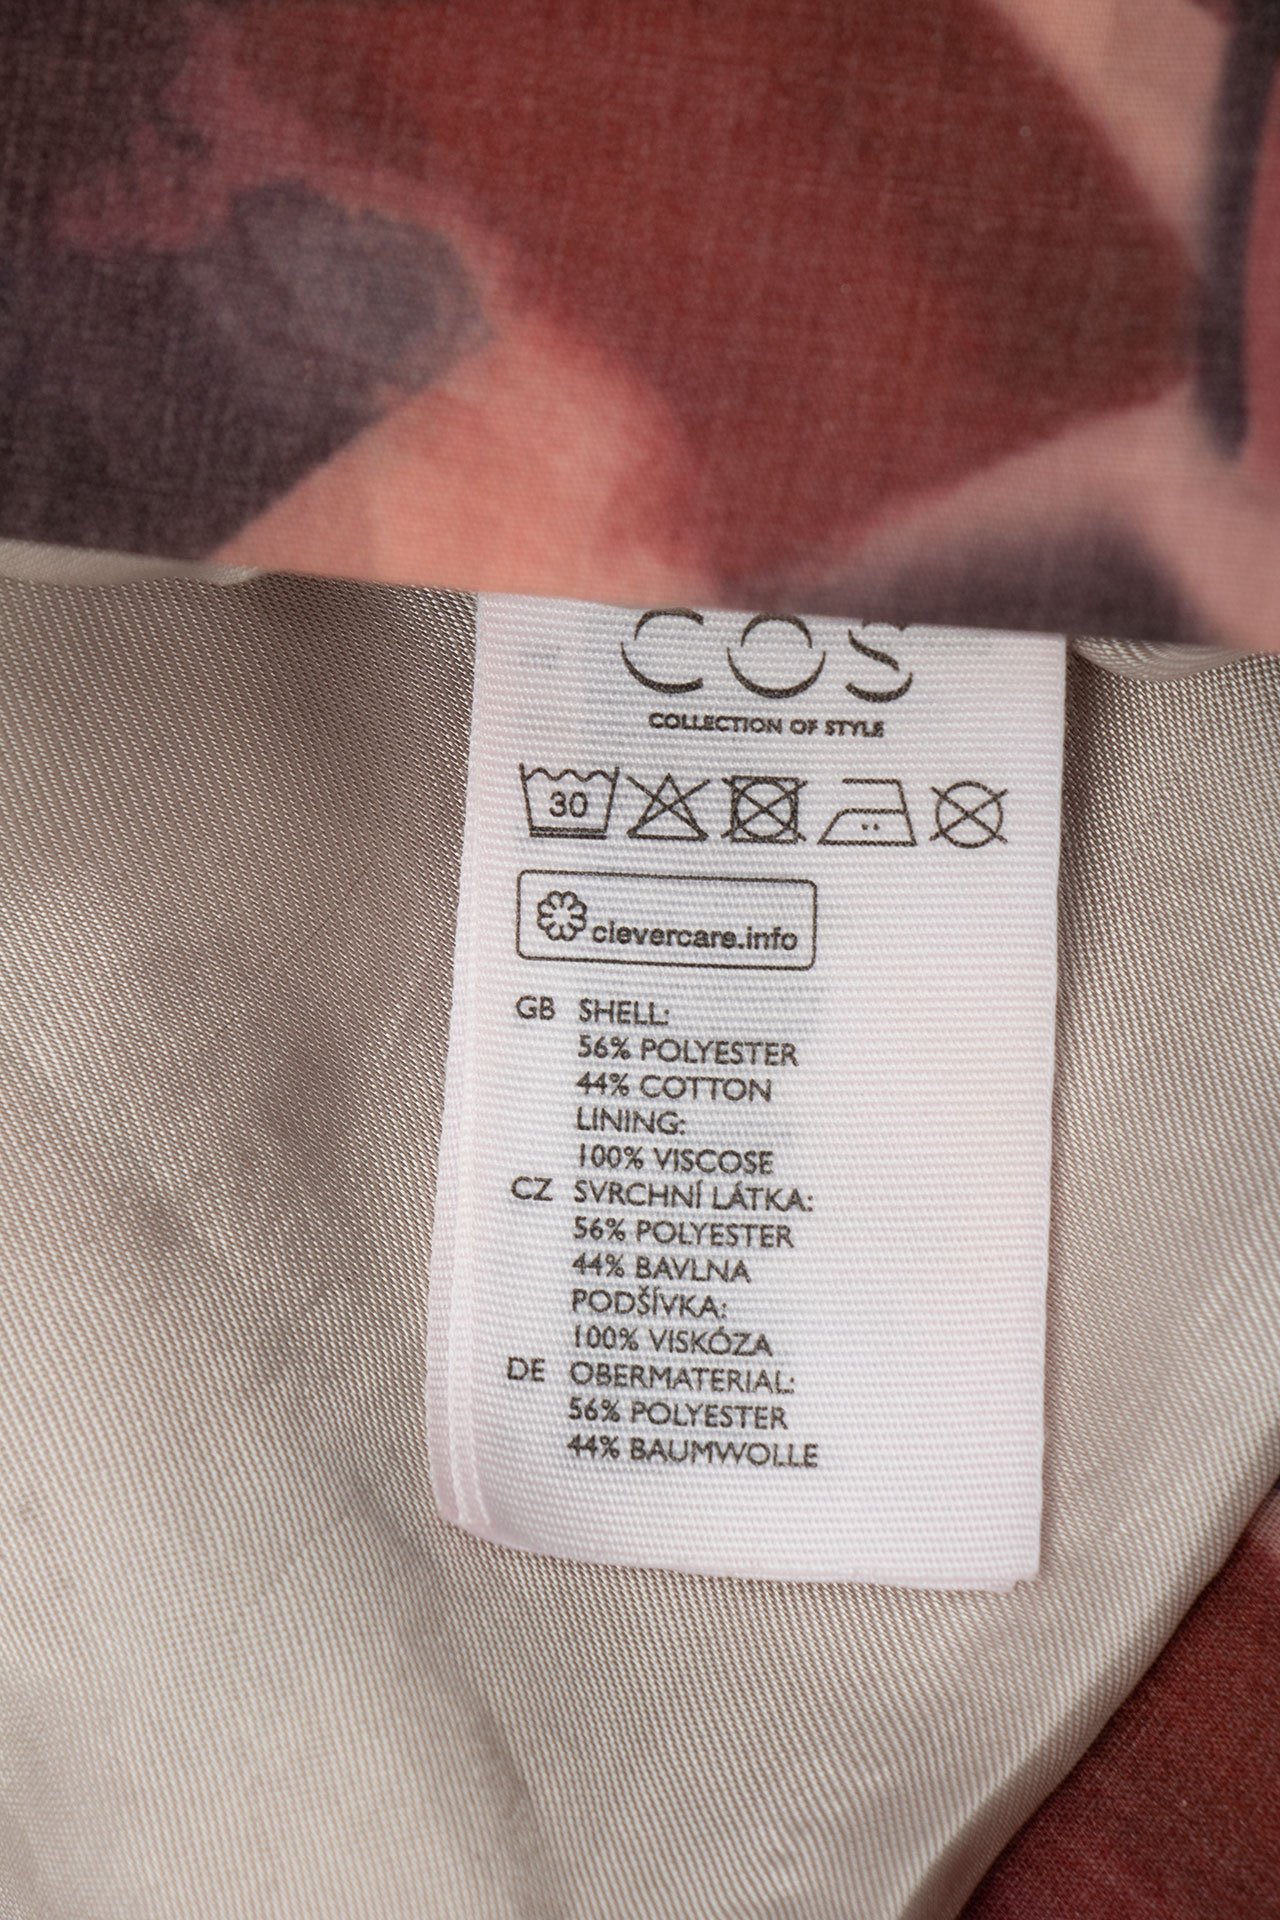 COS
COLLECTION OF STYLE
30
clevercare.info
GB SHELL:
56% POLYESTER
44% COTTON
LINING:
100% VISCOSE
CZ SVRCHNÍ LÁTKA:
56% POLYESTER
44% BAVLNA
PODŠÍVKA:
100% VISKÓZA
DE OBERMATERIAL:
56% POLYESTER
44% BAUMWOLLE